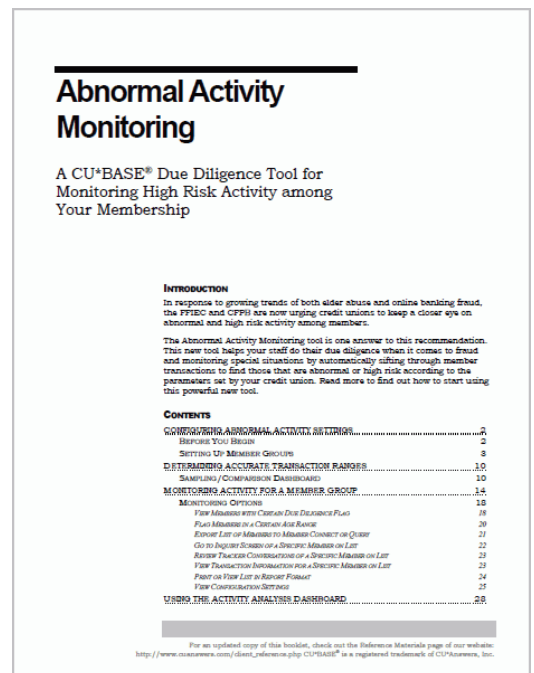 Abnormal Activity
Monitoring
A CU*BASE® Due Diligence Tool for
Monitoring High Risk Activity among
Your Membership
INTRODUCTION
In response to growing trends of both elder abuse and online banking fraud,
the FFIEC and CFPB are now urging credit unions to keep a closer eye on
abnormal and high risk activity among members.
The Abnormal Activity Monitoring tool is one answer to this recommendation.
This new tool helps your staff do their due diligence when it comes to fraud
and monitoring special situations by automatically sifting through member
transactions to find those that are abnormal or high risk according to the
parameters set by your credit union. Read more to find out how to start using
this powerful new tool.
CONTENTS
CONFIGURING ABNORMAL ACTIVITY SETTINGS 2
BEFORE YOU BEGIN 2
SETTING UP MEMBER GROUPS 3
DETERMINING ACCURATE TRANSACTION RANGES 10
SAMPLING/COMPARISON DASHBOARD 10
MONITORING ACTIVITY FOR A MEMBER GROUP 14
MONITORING OPTIONS 18
VIEW MEMBERS WITH CERTAIN DUE DILIGENCE FLAG 18
FLAG MEMBERS IN A CERTAIN AGE RANGE 20
EXPORT LIST OF MEMBERS TO MEMBER CONNECT OR QUERY 21
GO TO INQUIRY SCREEN OF A SPECIFIC MEMBER ON LIST 22
REVIEW TRACKER CONVERSATIONS OF A SPECIFIC MEMBER ON LIST 23
VIEW TRANSACTION INFORMATION FOR A SPECIFIC MEMBER ON LIST 23
PRINT OR VIEW LIST IN REPORT FORMAT 24
VIEW CONFIGURATION SETTINGS 25
USING THE ACTIVITY ANALYSIS DASHBOARD 28
For an updated copy of this booklet, check out the Reference Materials page of our website:
http://www.cuanswers.com/client_reference.php CU*BASE® is a registered trademark of CU*Answers, Inc.